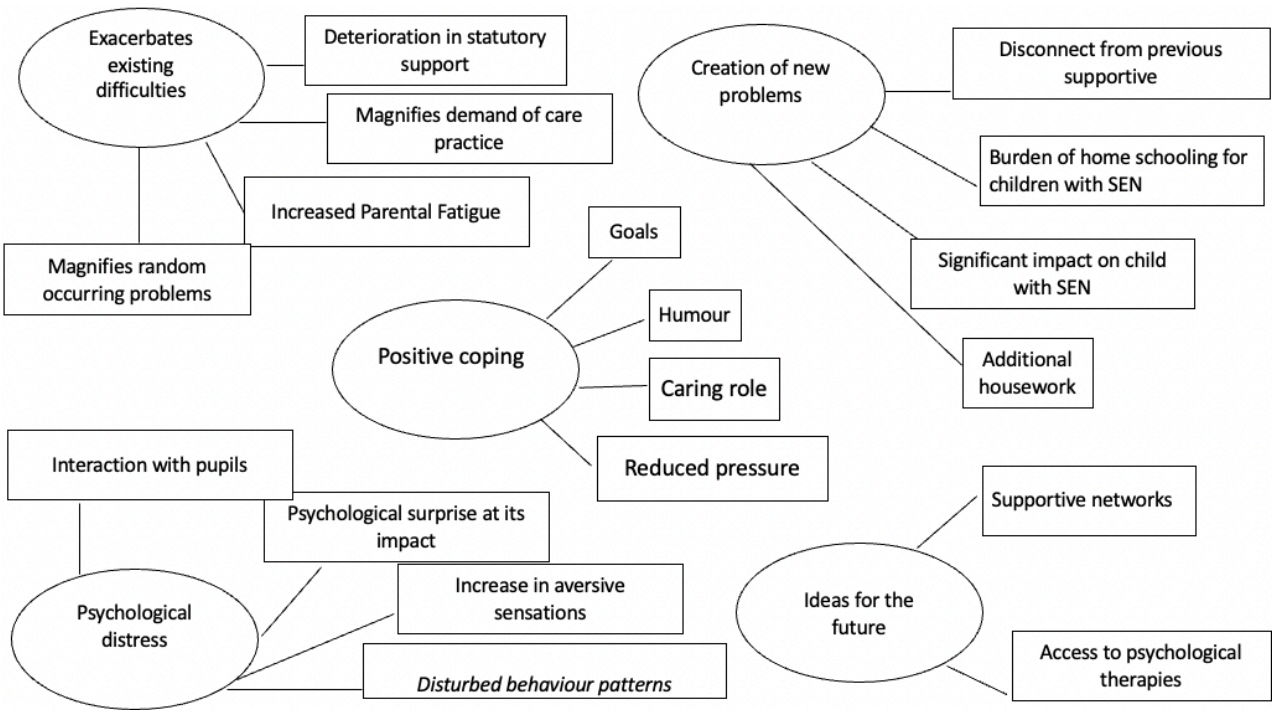 Exacerbates
existing
difficulties
Deterioration in statutory
support
Magnifies demand of care
practice
Increased Parental Fatigue
Magnifies random
occurring problems
Creation of new
problems
Disconnect from previous
supportive
Burden of home schooling for
children with SEN
Significant impact on child
with SEN
Additional
housework
Positive coping
Goals
Humour
Caring role
Reduced pressure
Psychological
distress
Interaction with pupils
Psychological surprise at its
impact
Increase in aversive
sensations
Disturbed behaviour patterns
Ideas for the
future
Supportive networks
Access to psychological
therapies